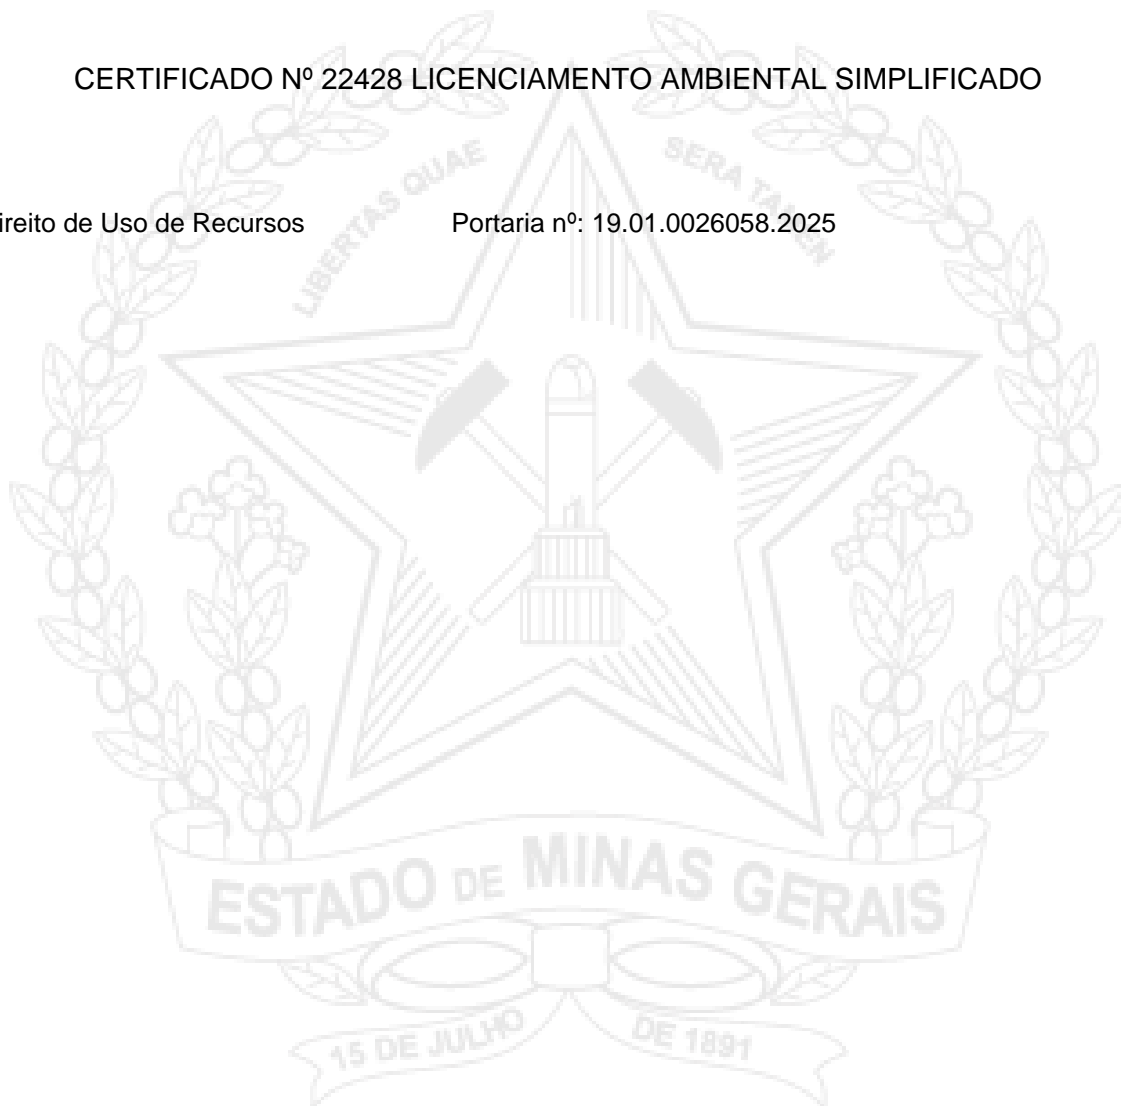 CERTIFICADO Nº 22428 LICENCIAMENTO AMBIENTAL SIMPLIFICADO
LIBERTAS QUAE SERA TAMEN
ireito de Uso de Recursos Portaria nº: 19.01.0026058.2025
ESTADO DE MINAS GERAIS
15 DE JULHO DE 1891